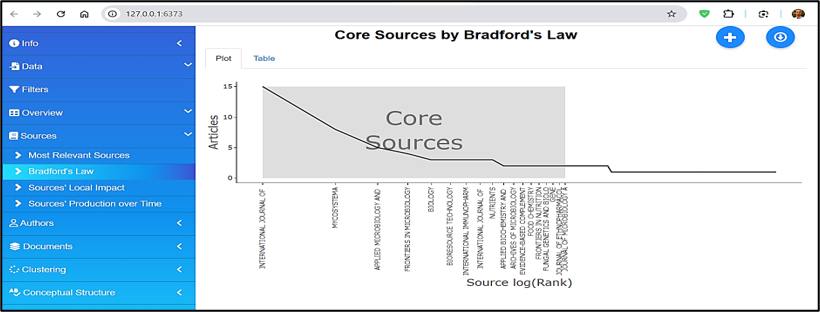 127.0.0.1:6373
Info
Data
Filters
Overview
Sources
Most Relevant Sources
Bradford's Law
Sources' Local Impact
Sources' Production over Time
Authors
Documents
Clustering
Conceptual Structure
Core Sources by Bradford's Law
Plot
Table
Articles
15
10
5
0
Core
Sources
INTERNATIONAL JOURNAL OF
MYCOSYSTEMA
APPLIED MICROBIOLOGY AND
FRONTIERS IN MICROBIOLOGY
BIOLOGY
BIORESOURCE TECHNOLOGY
INTERNATIONAL IMMUNOPHARM
INTERNATIONAL JOURNAL OF
NUTRIENTS
APPLIED BIOCHEMISTRY AND
ARCHIVES OF MICROBIOLOGY
EVIDENCE-BASED COMPLEMENT
FOOD CHEMISTRY
FRONTIERS IN NUTRITION
FUNGAL GENETICS AND BIOLO
GENE
JOURNAL OF ETHNOPHARMACOL
JOURNAL OF MICROBIOLOGY A
Source log(Rank)